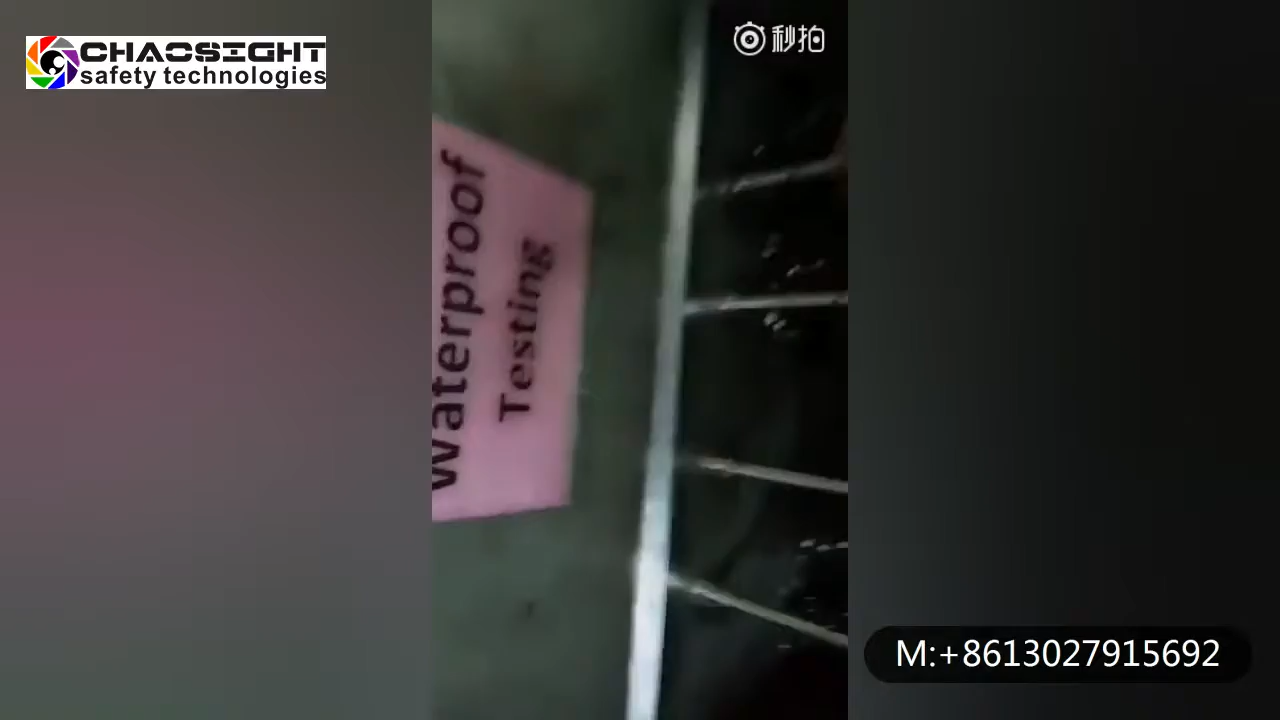 CHAOSIGHT
safety technologies
秒拍
Waterproof
Testing
M:+8613027915692